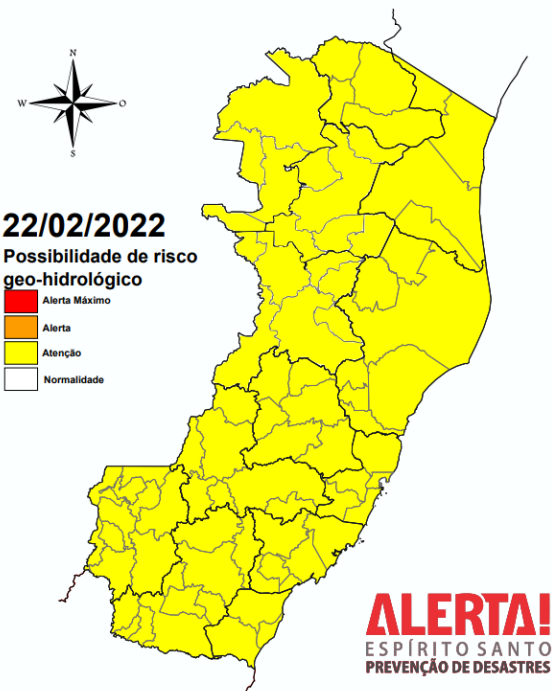 N
W
O
S
22/02/2022
Possibilidade de risco
geo-hidrológico
Alerta Máximo
Alerta
Atenção
Normalidade
ALERTA!
ESPÍRITO SANTO
PREVENÇÃO DE DESASTRES